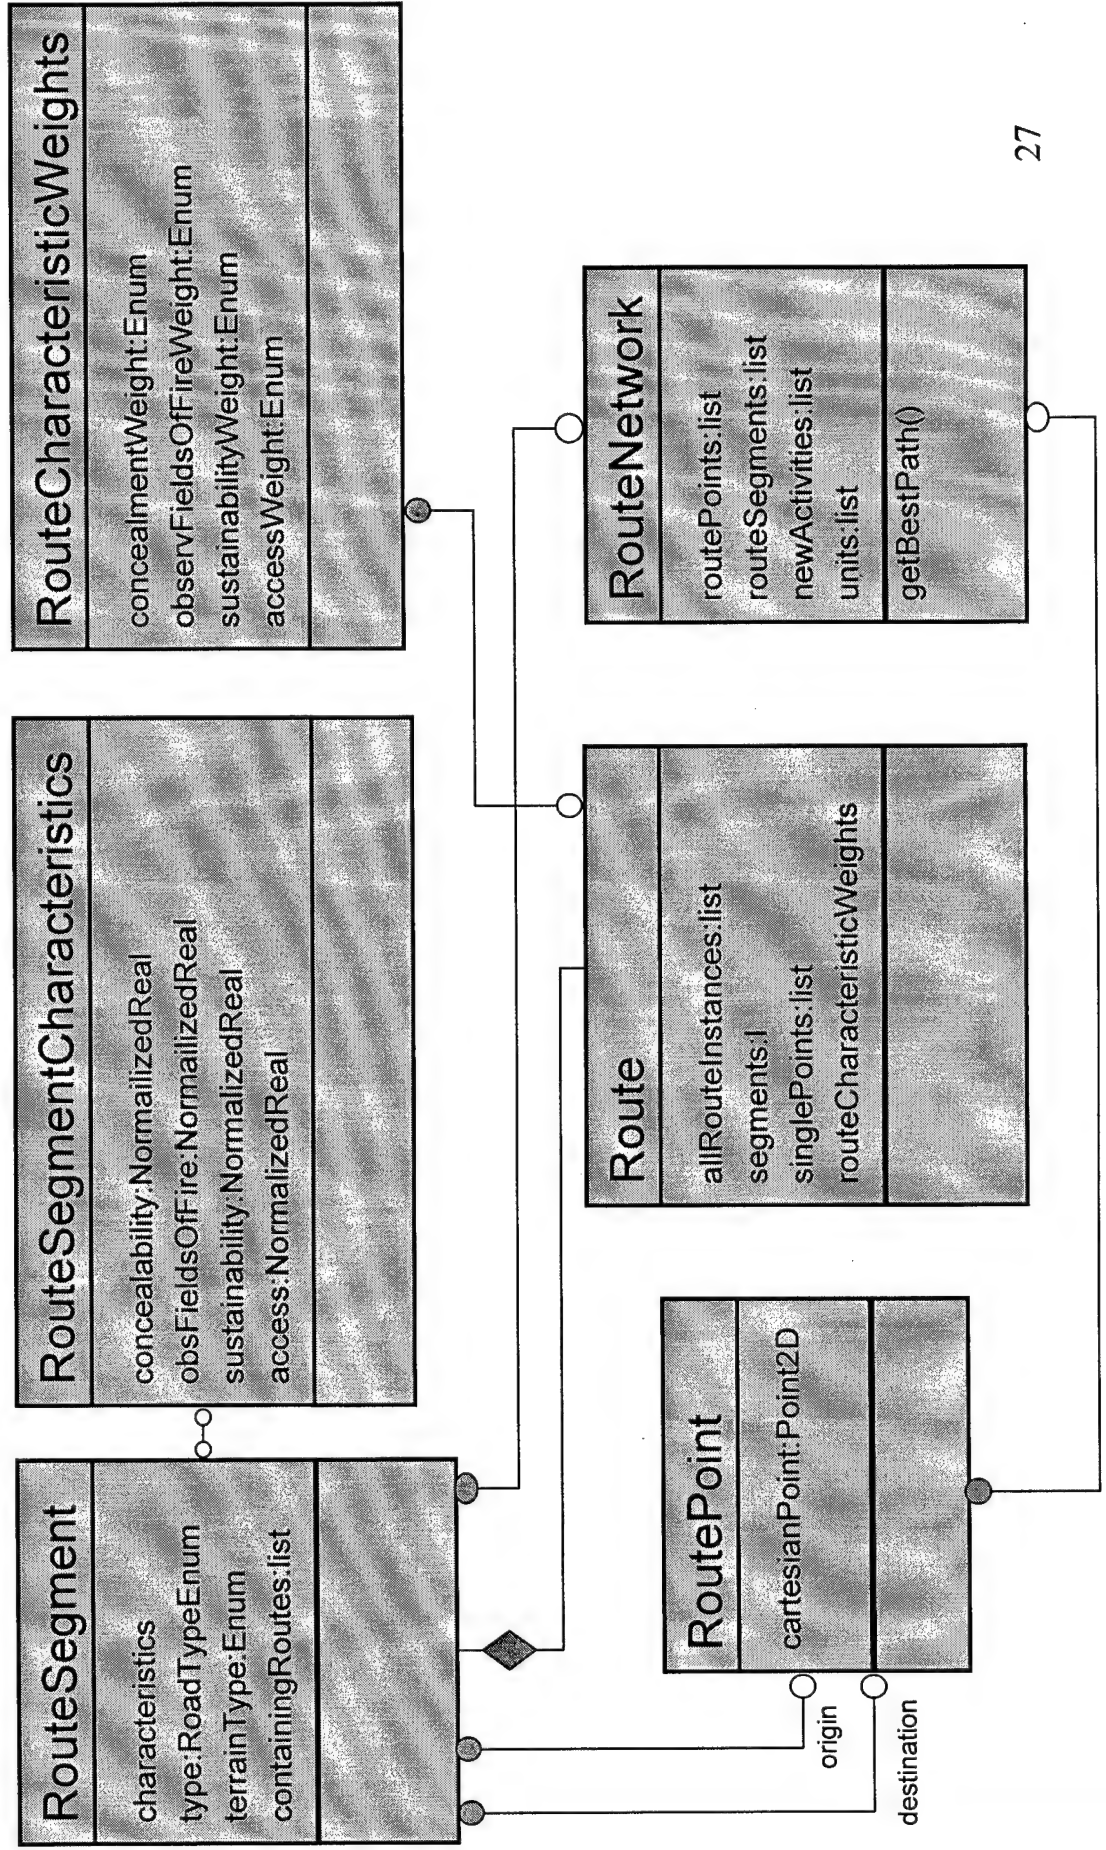 RouteSegment
characteristics
type:RoadTypeEnum
terrainType:Enum
containingRoutes:list
RouteSegmentCharacteristics
concealability:NormalizedReal
obsFieldsOfFire:NormailizedReal
sustainability:NormalizedReal
access:NormalizedReal
RouteCharacteristicWeights
concealmentWeight:Enum
observFieldsOfFireWeight:Enum
sustainabilityWeight:Enum
accessWeight:Enum
origin
destination
RoutePoint
cartesianPoint:Point2D
Route
allRouteInstances:list
segments:l
singlePoints:list
routeCharacteristicWeights
RouteNetwork
routePoints:list
routeSegments:list
newActivities:list
units:list
getBestPath()
27